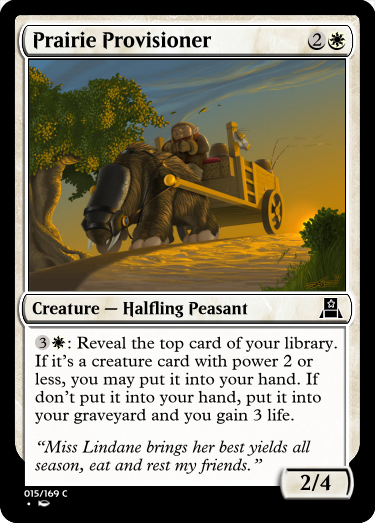 Prairie Provisioner 2
Creature — Halfling Peasant
3 : Reveal the top card of your library.
If it's a creature card with power 2 or
less, you may put it into your hand. If
don't put it into your hand, put it into
your graveyard and you gain 3 life.
“Miss Lindane brings her best yields all
season, eat and rest my friends.”
2/4
015/169 C